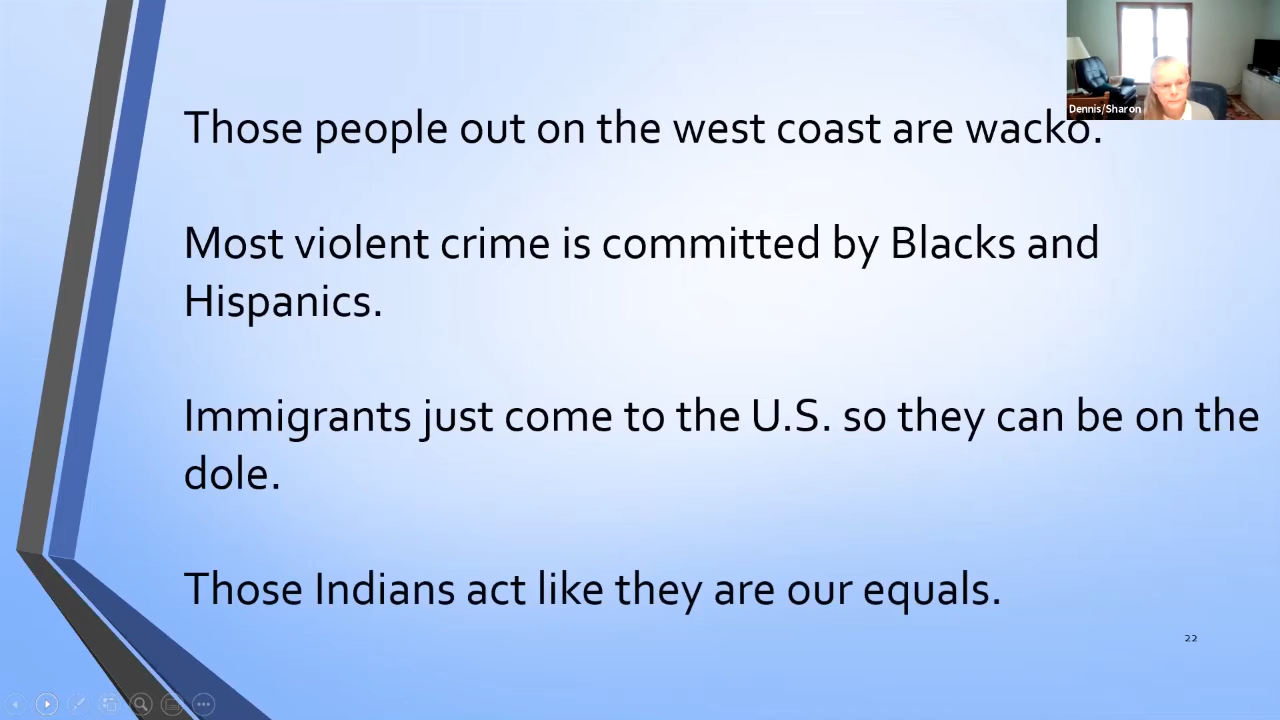 Dennis/Sharon
Those people out on the west coast are wacko.
Most violent crime is committed by Blacks and
Hispanics.
Immigrants just come to the U.S. so they can be on the
dole.
Those Indians act like they are our equals.
22